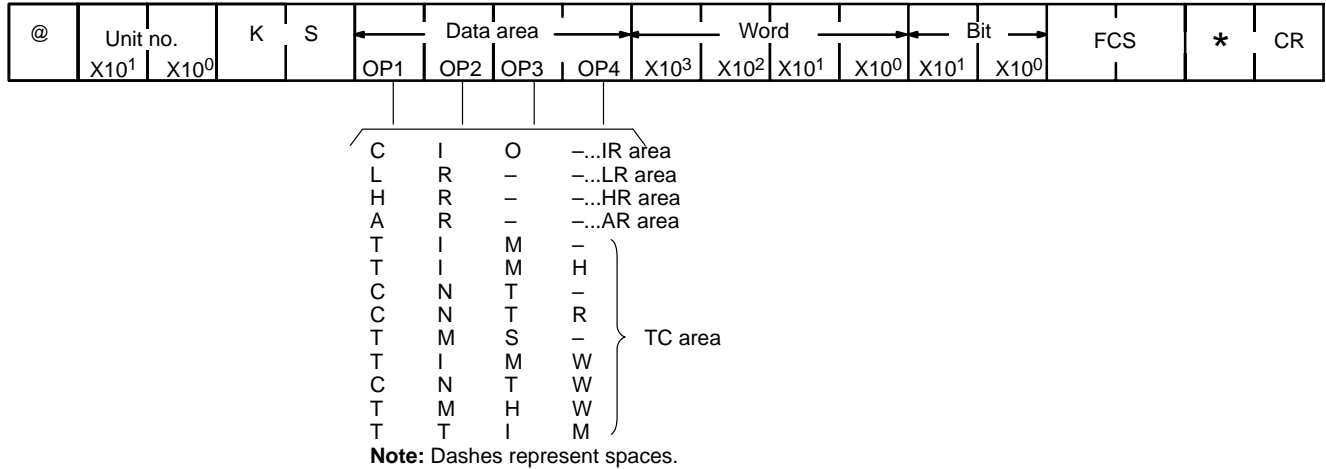 @ Unit no. K S Data area Word Bit FCS * CR
X10¹ X10⁰ OP1 OP2 OP3 OP4 X10³ X10² X10¹ X10⁰ X10¹ X10⁰
C I O –...IR area
L R – –...LR area
H R – –...HR area
A R – –...AR area
T I M –
T I M H
C N T –
C N T R
T M S – TC area
T I M W
C N T W
T M H W
T T I M
Note: Dashes represent spaces.